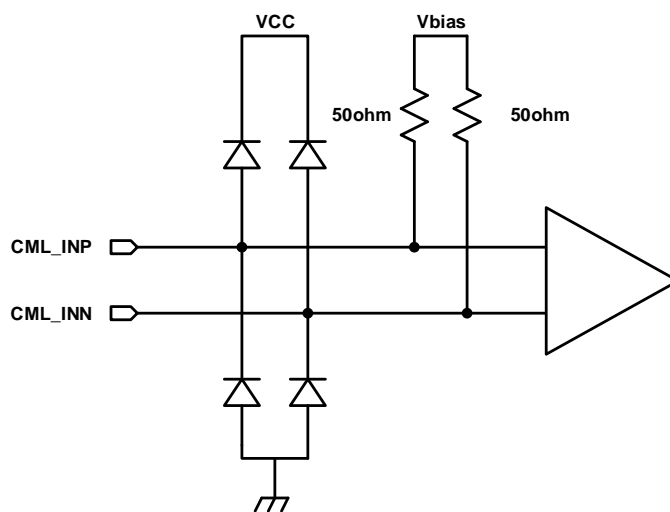 VCC
Vbias
50ohm
50ohm
CML_INP
CML_INN